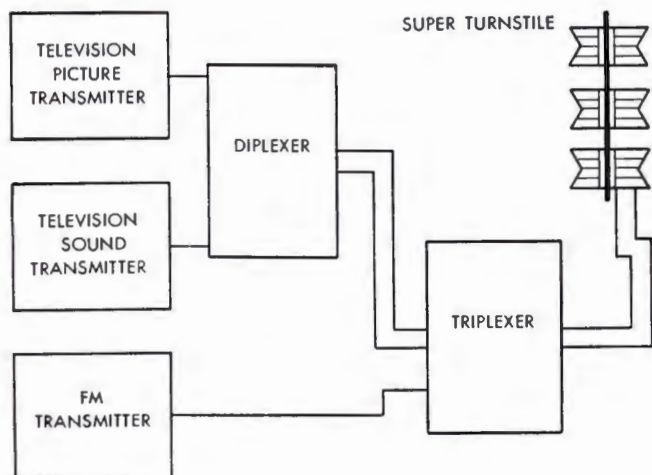 TELEVISION
PICTURE
TRANSMITTER
SUPER TURNSTILE
DIPLEXER
TELEVISION
SOUND
TRANSMITTER
TRIPLEXER
FM
TRANSMITTER